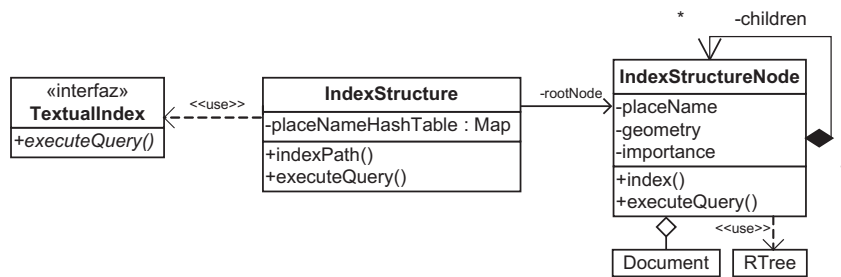 * -children
«interfaz»
TextualIndex
+executeQuery()
<<use>>
IndexStructure
-placeNameHashTable : Map
+indexPath()
+executeQuery()
-rootNode
IndexStructureNode
-placeName
-geometry
-importance
+index()
+executeQuery()
<<use>>
Document
RTree